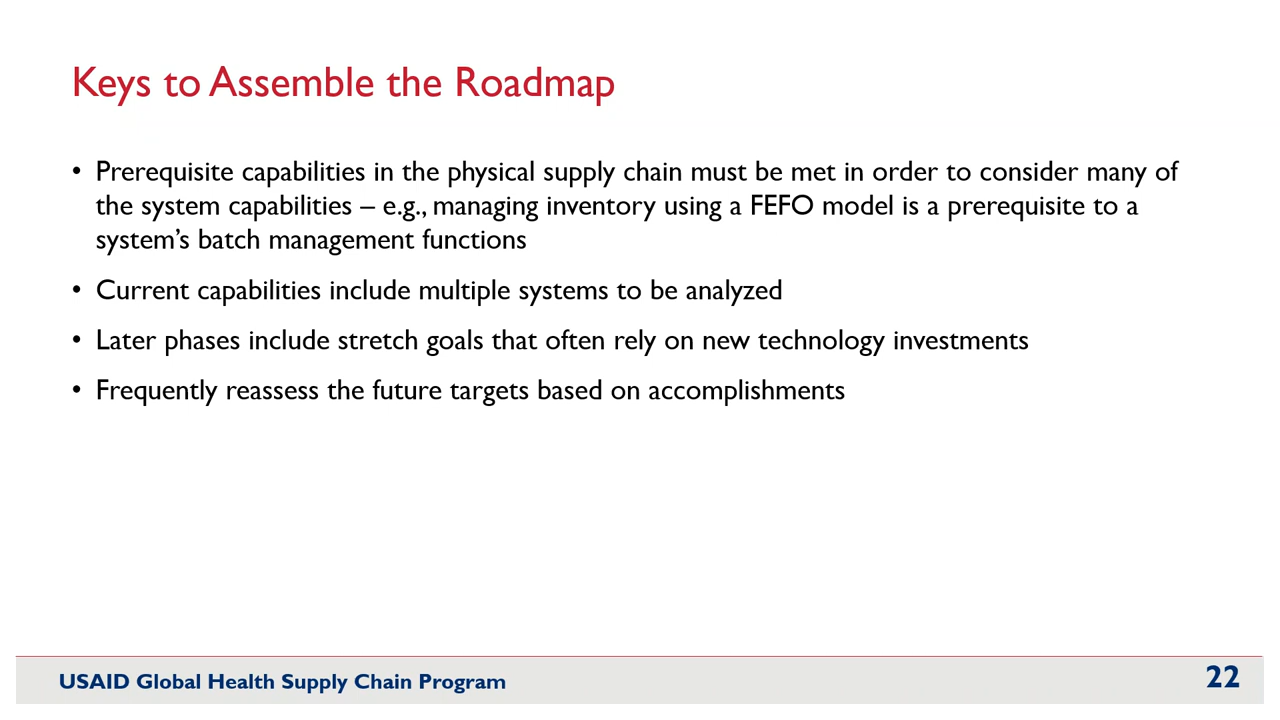 Keys to Assemble the Roadmap
• Prerequisite capabilities in the physical supply chain must be met in order to consider many of
the system capabilities – e.g., managing inventory using a FEFO model is a prerequisite to a
system’s batch management functions
• Current capabilities include multiple systems to be analyzed
• Later phases include stretch goals that often rely on new technology investments
• Frequently reassess the future targets based on accomplishments
USAID Global Health Supply Chain Program
22